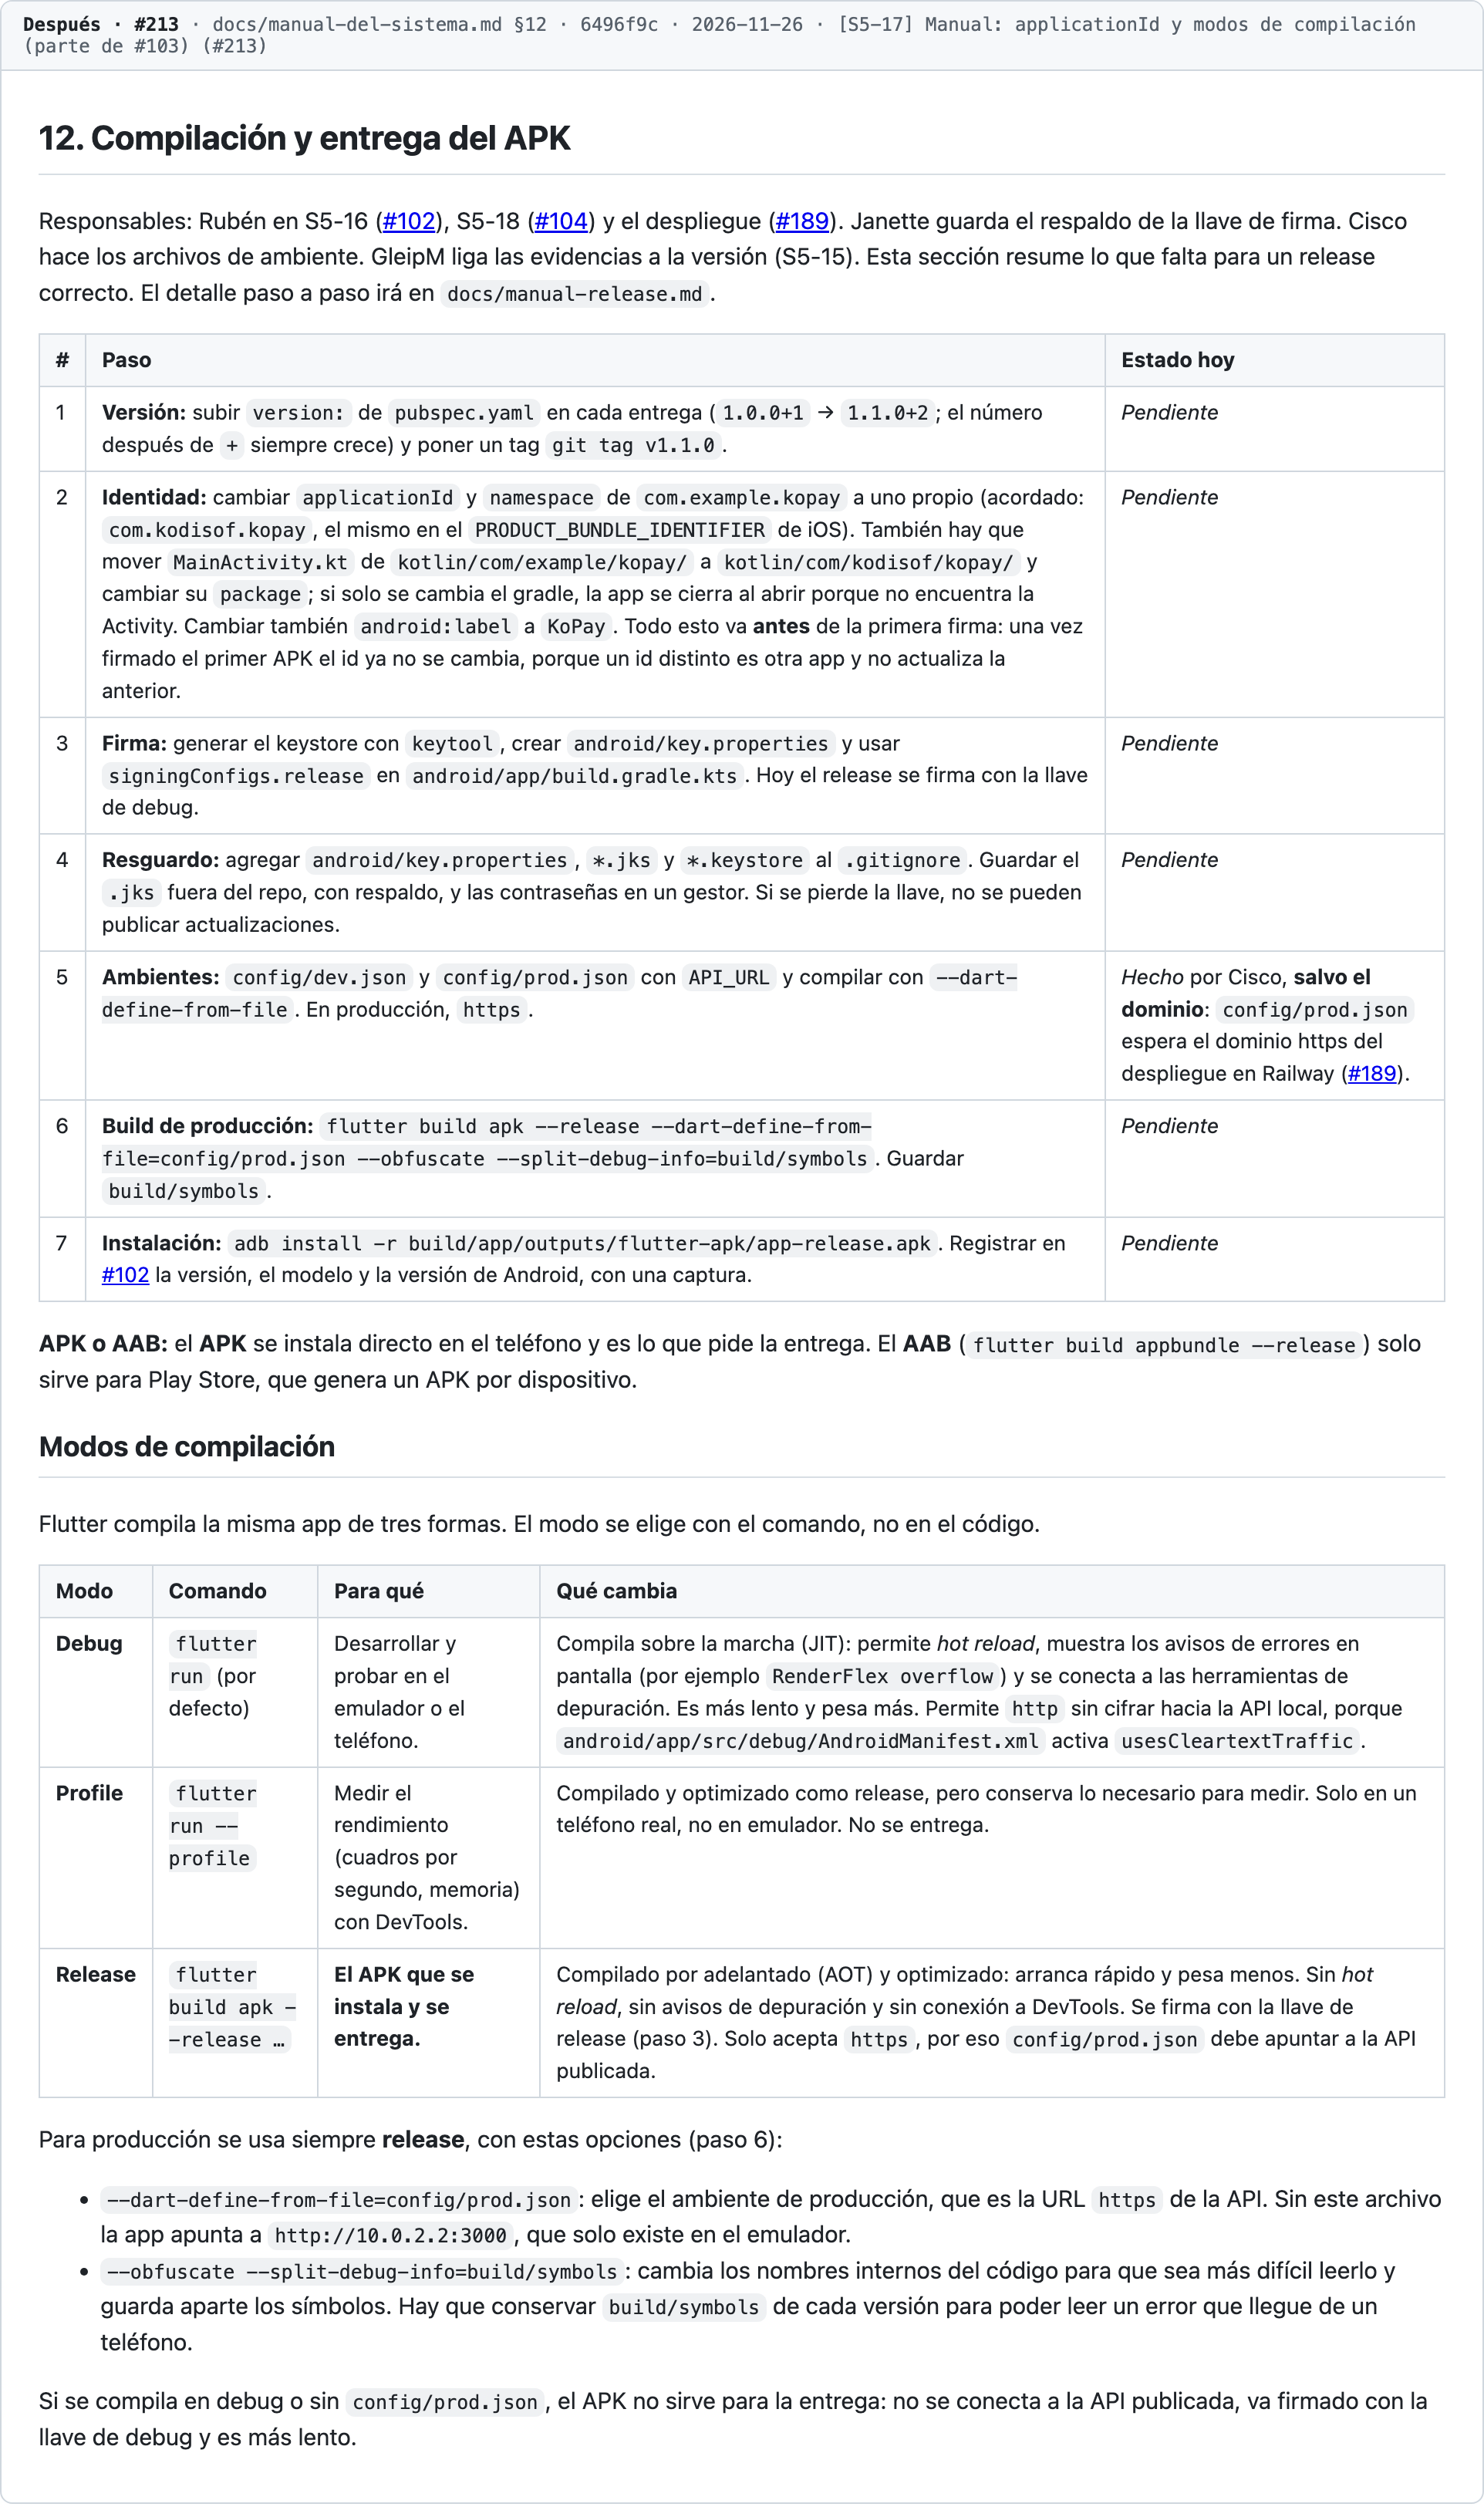 Después · #213 · docs/manual-del-sistema.md §12 · 6496f9c · 2026-11-26 · [S5-17] Manual: applicationId y modos de compilación
(parte de #103) (#213)
12. Compilación y entrega del APK
Responsables: Rubén en S5-16 (#102), S5-18 (#104) y el despliegue (#189). Janette guarda el respaldo de la llave de firma. Cisco
hace los archivos de ambiente. GleipM liga las evidencias a la versión (S5-15). Esta sección resume lo que falta para un release
correcto. El detalle paso a paso irá en docs/manual-release.md.
# Paso Estado hoy
1 Versión: subir version: de pubspec.yaml en cada entrega (1.0.0+1 → 1.1.0+2; el número Pendiente
después de + siempre crece) y poner un tag git tag v1.1.0.
2 Identidad: cambiar applicationId y namespace de com.example.kopay a uno propio (acordado: Pendiente
com.kodisof.kopay, el mismo en el PRODUCT_BUNDLE_IDENTIFIER de iOS). También hay que
mover MainActivity.kt de kotlin/com/example/kopay/ a kotlin/com/kodisof/kopay/ y
cambiar su package; si solo se cambia el gradle, la app se cierra al abrir porque no encuentra la
Activity. Cambiar también android:label a KoPay. Todo esto va antes de la primera firma: una vez
firmado el primer APK el id ya no se cambia, porque un id distinto es otra app y no actualiza la
anterior.
3 Firma: generar el keystore con keytool, crear android/key.properties y usar Pendiente
signingConfigs.release en android/app/build.gradle.kts. Hoy el release se firma con la llave
de debug.
4 Resguardo: agregar android/key.properties, *.jks y *.keystore al .gitignore. Guardar el Pendiente
.jks fuera del repo, con respaldo, y las contraseñas en un gestor. Si se pierde la llave, no se pueden
publicar actualizaciones.
5 Ambientes: config/dev.json y config/prod.json con API_URL y compilar con --dart-
define-from-file. En producción, https.
Hecho por Cisco, salvo el
dominio: config/prod.json
espera el dominio https del
despliegue en Railway (#189).
6 Build de producción: flutter build apk --release --dart-define-from- Pendiente
file=config/prod.json --obfuscate --split-debug-info=build/symbols. Guardar
build/symbols.
7 Instalación: adb install -r build/app/outputs/flutter-apk/app-release.apk. Registrar en Pendiente
#102 la versión, el modelo y la versión de Android, con una captura.
APK o AAB: el APK se instala directo en el teléfono y es lo que pide la entrega. El AAB (flutter build appbundle --release) solo
sirve para Play Store, que genera un APK por dispositivo.
Modos de compilación
Flutter compila la misma app de tres formas. El modo se elige con el comando, no en el código.
Modo Comando Para qué Qué cambia
Debug
flutter
run (por
defecto)
Desarrollar y
probar en el
emulador o el
teléfono.
Compila sobre la marcha (JIT): permite hot reload, muestra los avisos de errores en
pantalla (por ejemplo RenderFlex overflow) y se conecta a las herramientas de
depuración. Es más lento y pesa más. Permite http sin cifrar hacia la API local, porque
android/app/src/debug/AndroidManifest.xml activa usesCleartextTraffic.
Profile
flutter
run --
profile
Medir el
rendimiento
(cuadros por
segundo, memoria)
con DevTools.
Compilado y optimizado como release, pero conserva lo necesario para medir. Solo en un
teléfono real, no en emulador. No se entrega.
Release
flutter
build apk -
-release …
El APK que se
instala y se
entrega.
Compilado por adelantado (AOT) y optimizado: arranca rápido y pesa menos. Sin hot
reload, sin avisos de depuración y sin conexión a DevTools. Se firma con la llave de
release (paso 3). Solo acepta https, por eso config/prod.json debe apuntar a la API
publicada.
Para producción se usa siempre release, con estas opciones (paso 6):
• --dart-define-from-file=config/prod.json: elige el ambiente de producción, que es la URL https de la API. Sin este archivo
la app apunta a http://10.0.2.2:3000, que solo existe en el emulador.
• --obfuscate --split-debug-info=build/symbols: cambia los nombres internos del código para que sea más difícil leerlo y
guarda aparte los símbolos. Hay que conservar build/symbols de cada versión para poder leer un error que llegue de un
teléfono.
Si se compila en debug o sin config/prod.json, el APK no sirve para la entrega: no se conecta a la API publicada, va firmado con la
llave de debug y es más lento.